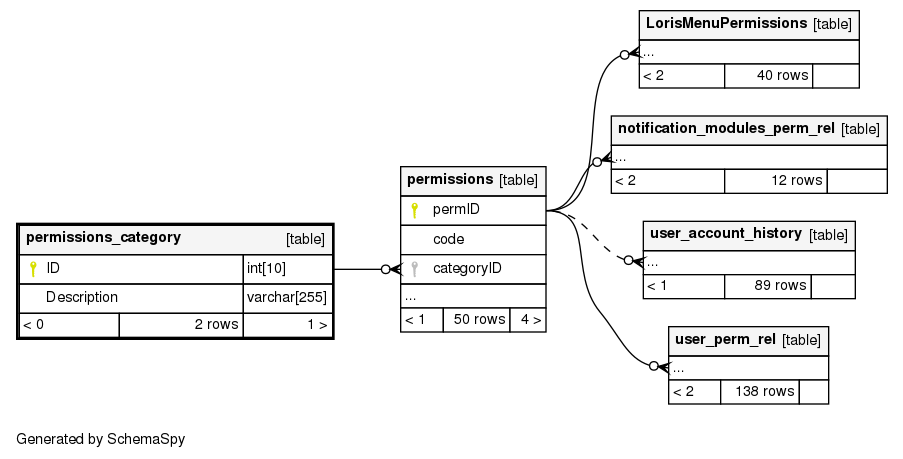 LorisMenuPermissions [table]
...
< 2 40 rows
notification_modules_perm_rel [table]
...
< 2 12 rows
permissions [table]
permID
code
categoryID
...
< 1 50 rows 4 >
permissions_category [table]
ID int[10]
Description varchar[255]
< 0 2 rows 1 >
user_account_history [table]
...
< 1 89 rows
user_perm_rel [table]
...
< 2 138 rows
Generated by SchemaSpy